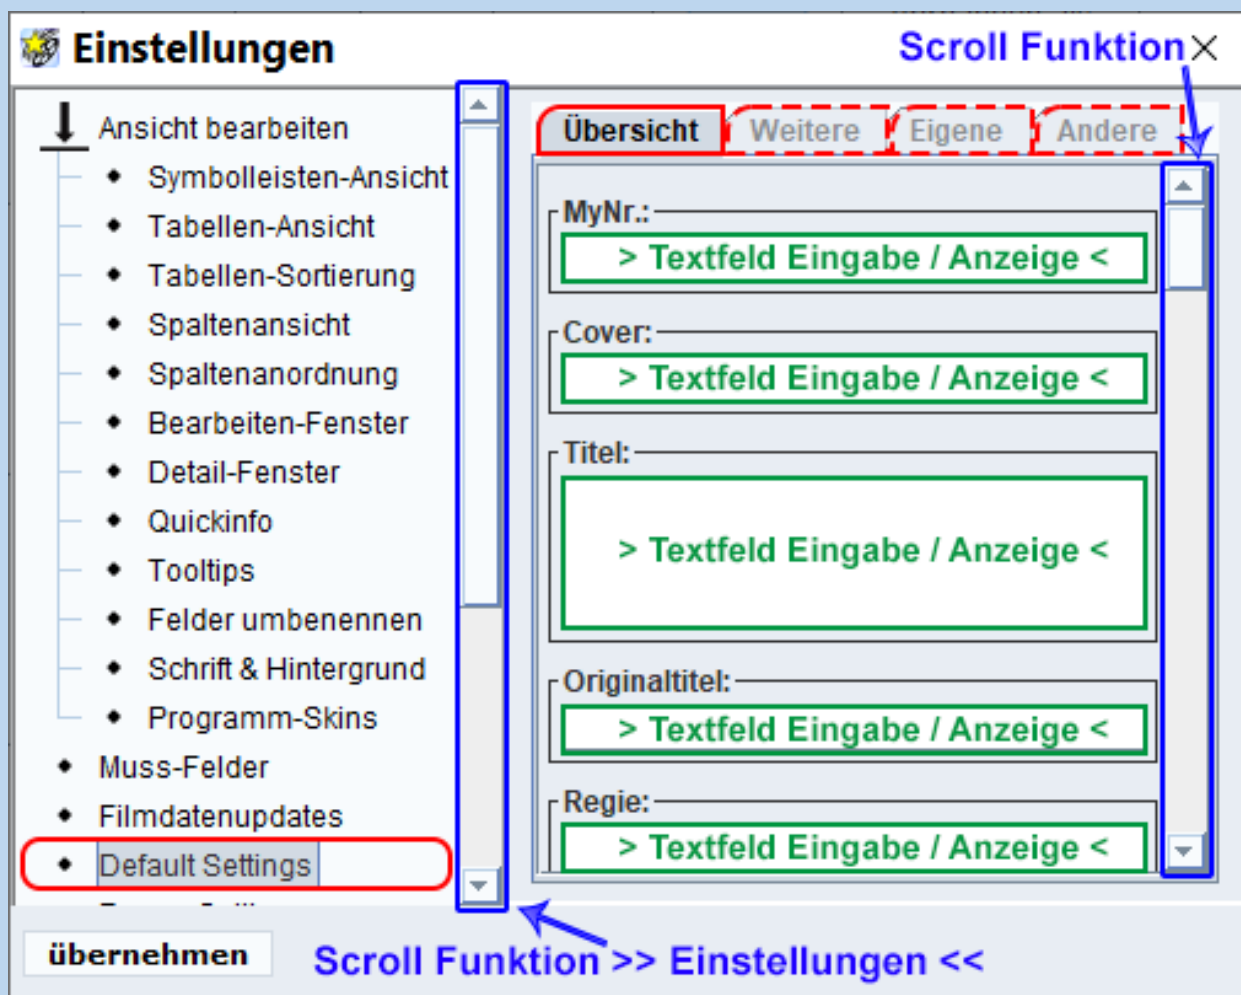 Einstellungen
Scroll Funktion
Ansicht bearbeiten
Symbolleisten-Ansicht
Tabellen-Ansicht
Tabellen-Sortierung
Spaltenansicht
Spaltenanordnung
Bearbeiten-Fenster
Detail-Fenster
Quickinfo
Tooltips
Felder umbenennen
Schrift & Hintergrund
Programm-Skins
Muss-Felder
Filmdatenupdates
Default Settings
Übersicht Weitere Eigene Andere
MyNr.:
> Textfeld Eingabe / Anzeige <
Cover:
> Textfeld Eingabe / Anzeige <
Titel:
> Textfeld Eingabe / Anzeige <
Originaltitel:
> Textfeld Eingabe / Anzeige <
Regie:
> Textfeld Eingabe / Anzeige <
übernehmen
Scroll Funktion >> Einstellungen <<